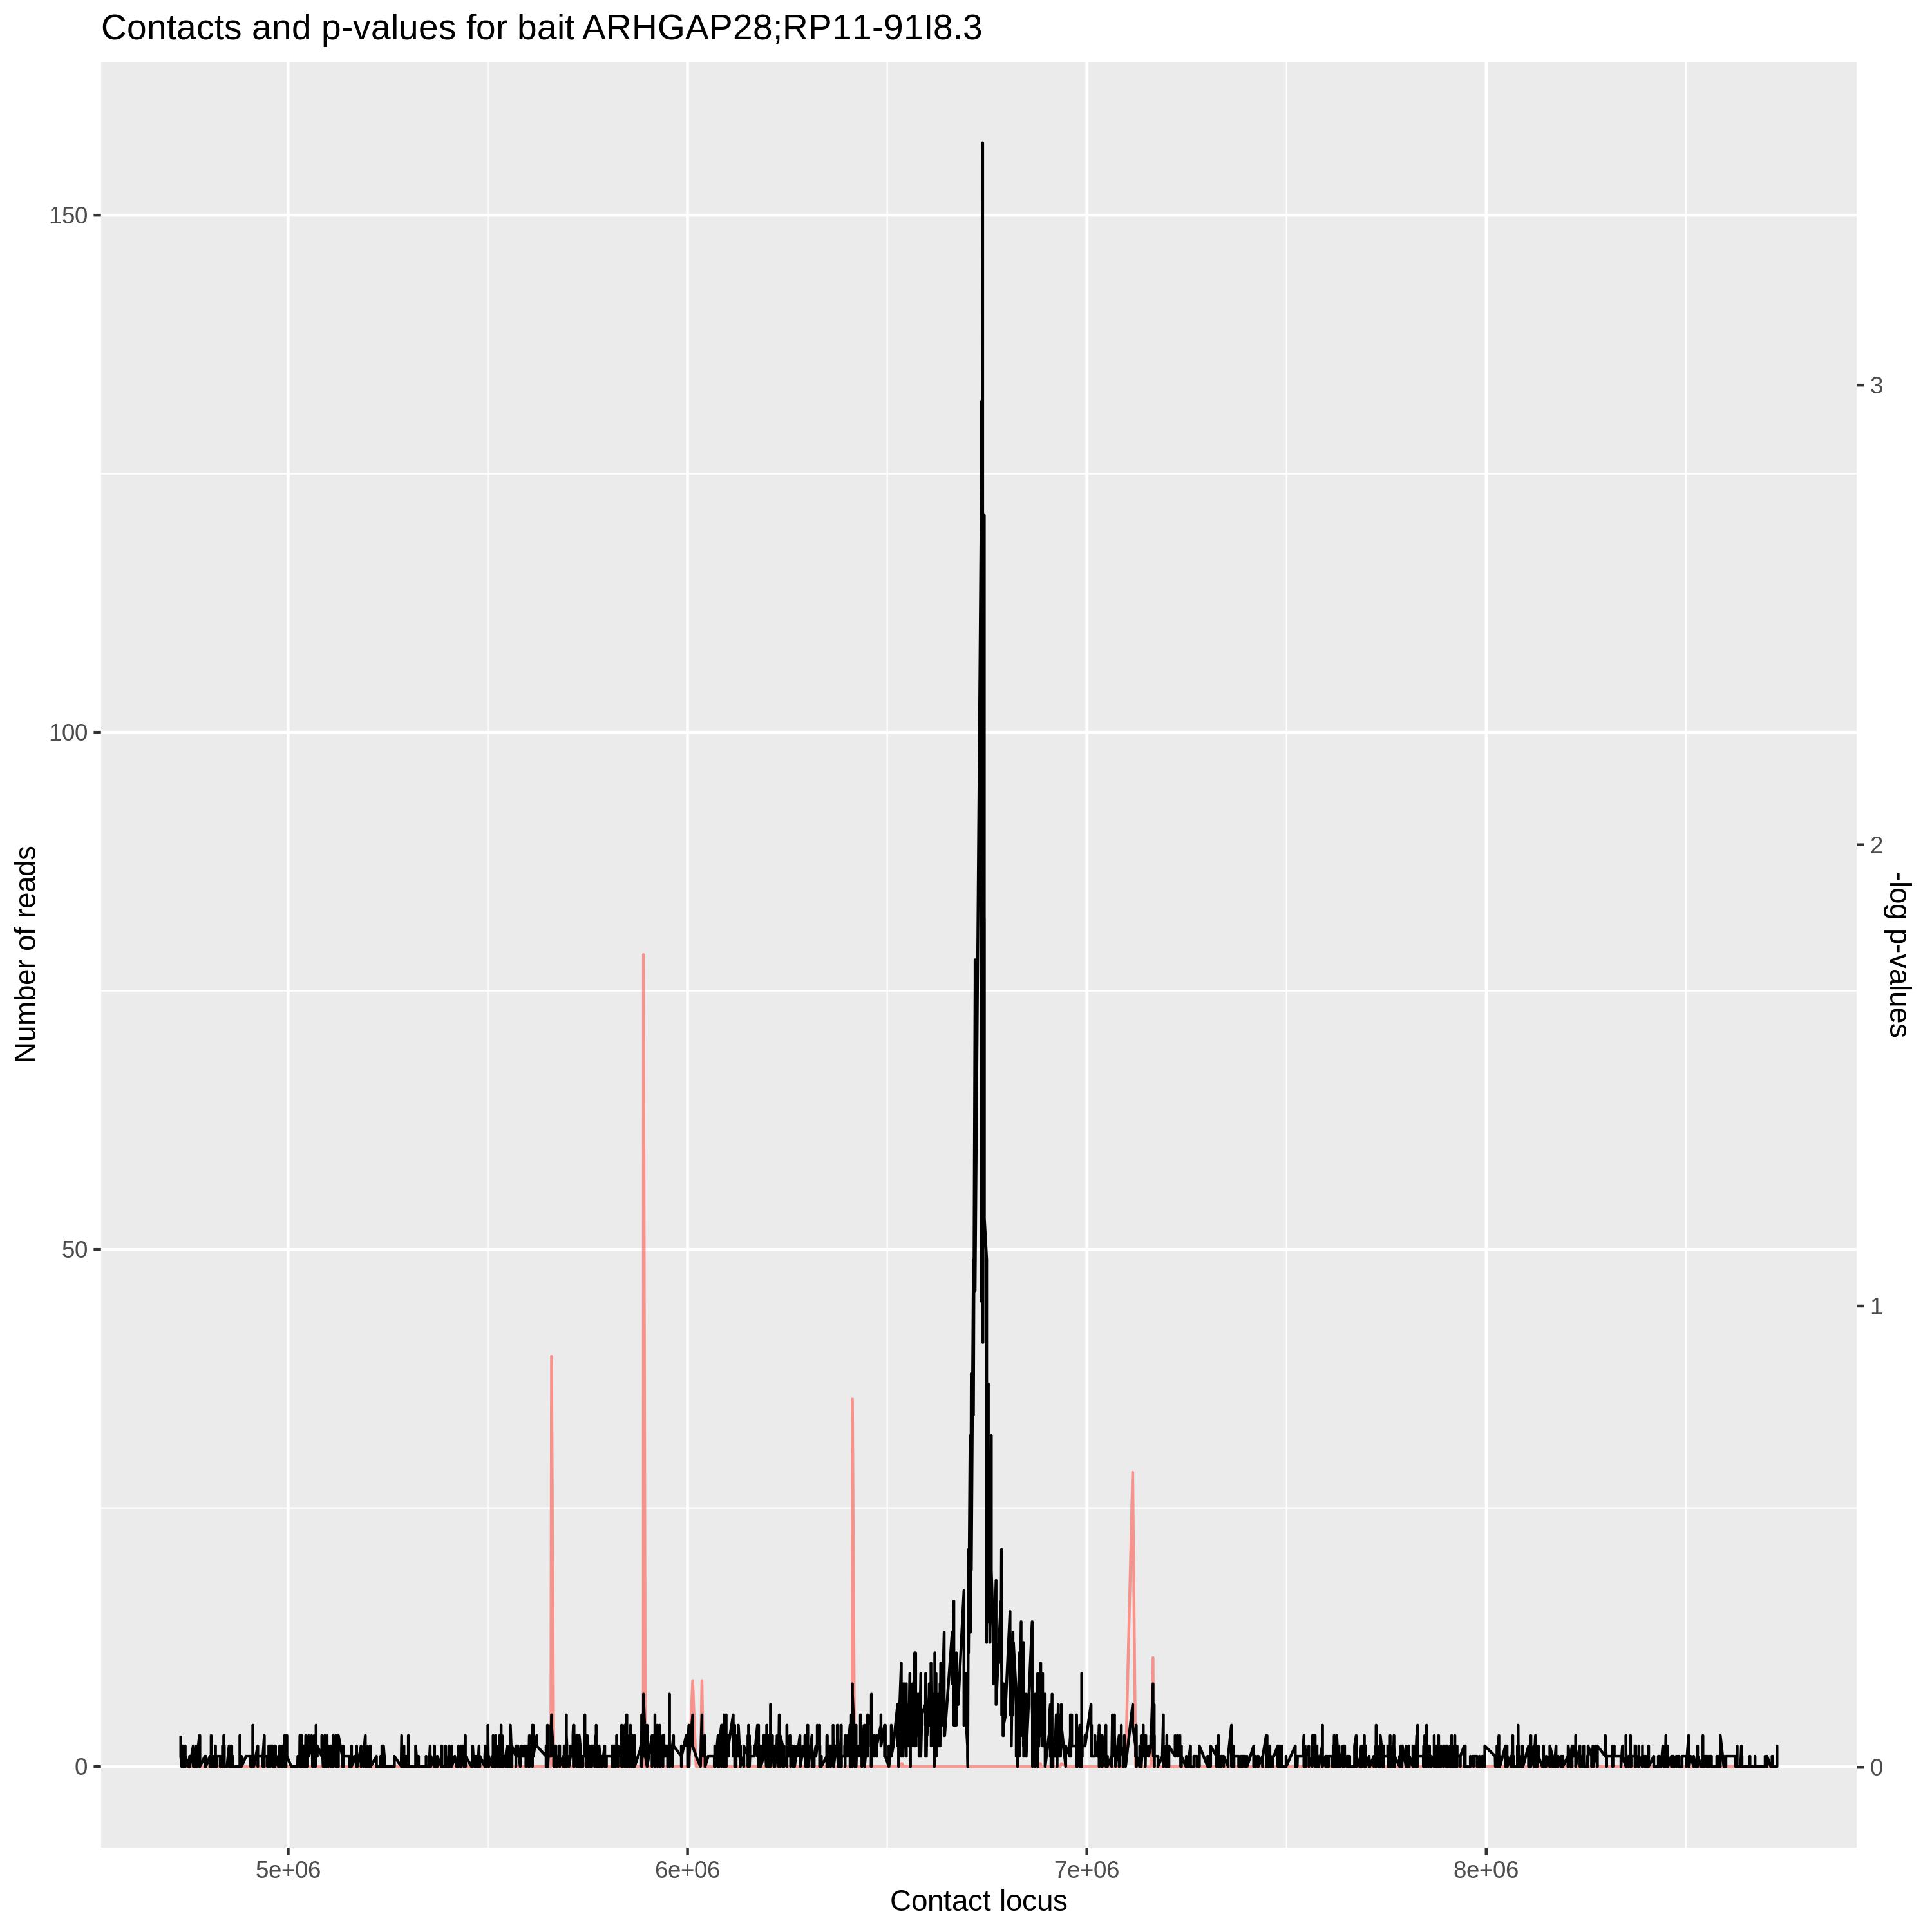 Contacts and p-values for bait ARHGAP28;RP11-91I8.3
150
100
50
0
Number of reads
3
2
1
0
-log p-values
5e+06
6e+06
7e+06
8e+06
Contact locus